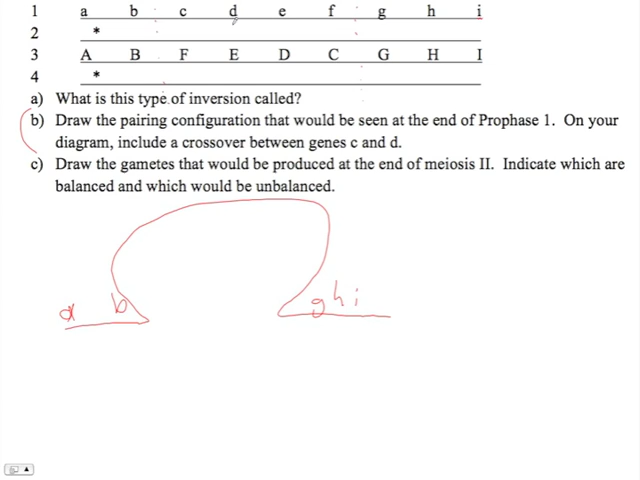 1 a b c d e f g h i
2 *
3 A B F E D C G H I
4 *
a) What is this type of inversion called?
b) Draw the pairing configuration that would be seen at the end of Prophase 1. On your
diagram, include a crossover between genes c and d.
c) Draw the gametes that would be produced at the end of meiosis II. Indicate which are
balanced and which would be unbalanced.
a b g h i